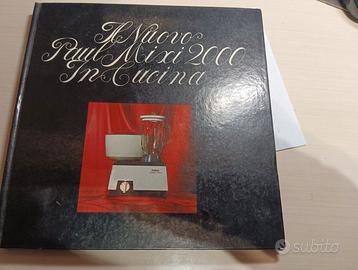 Il Nuovo
Paul Mixi 2000
In Cucina
subito